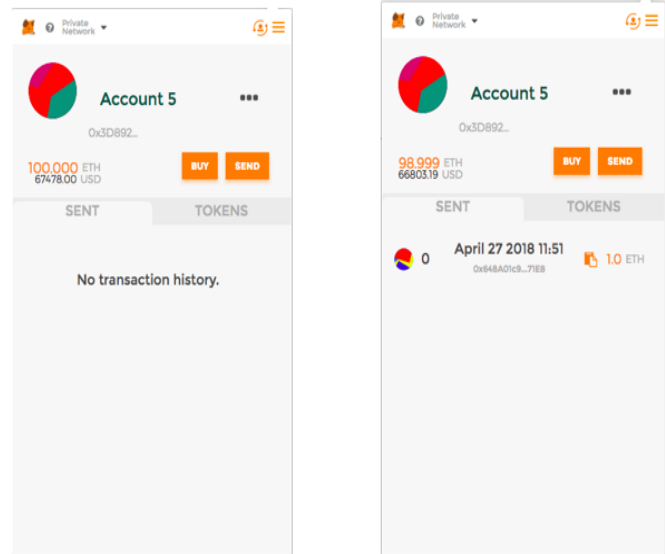 Private
Network
Account 5
0x3D892...
100.000 ETH
67478.00 USD
BUY
SEND
SENT
TOKENS
No transaction history.
Private
Network
Account 5
0x3D892...
98.999 ETH
66803.19 USD
BUY
SEND
SENT
TOKENS
0
April 27 2018 11:51
0x648A01c9...71E8
1.0 ETH